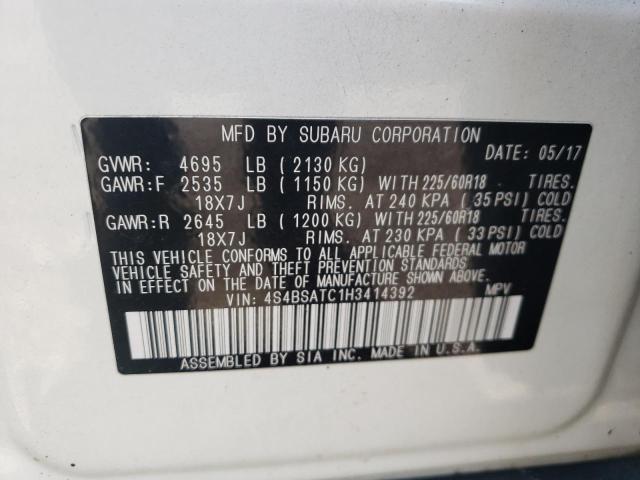 MFD BY SUBARU CORPORATION
DATE: 05/17
GVWR: 4695 LB (2130 KG)
GAWR:F 2535 LB (1150 KG) WITH 225/60R18 TIRES.
18X7J RIMS. AT 240 KPA (35 PSI) COLD
GAWR:R 2645 LB (1200 KG) WITH 225/60R18 TIRES.
18X7J RIMS. AT 230 KPA (33 PSI) COLD
THIS VEHICLE CONFORMS TO ALL APPLICABLE FEDERAL MOTOR
VEHICLE SAFETY AND THEFT PREVENTION STANDARDS
IN EFFECT ON THE DATE OF MANUFACTURE SHOWN ABOVE.
VIN: 4S4BSATC1H3414392 MPV
ASSEMBLED BY SIA INC. MADE IN U.S.A.